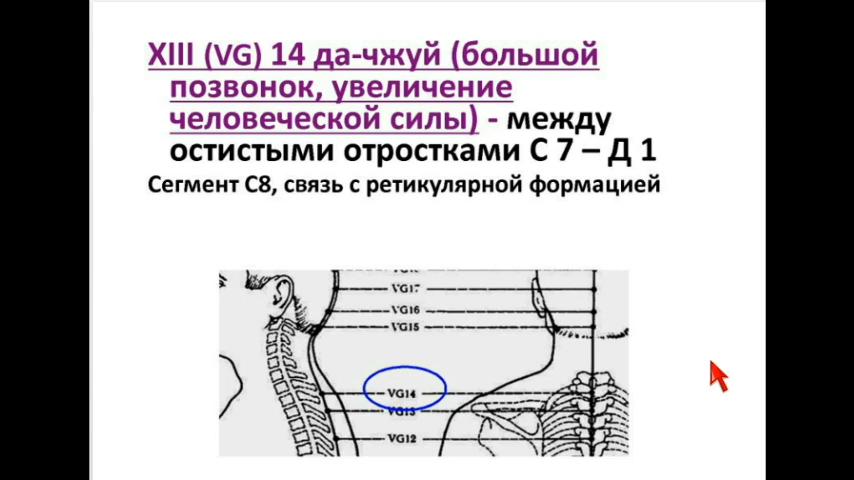 XIII (VG) 14 да-чжуй (большой
позвонок, увеличение
человеческой силы) - между
остистыми отростками С 7 – Д 1
Сегмент С8, связь с ретикулярной формацией
VG17
VG16
VG15
VG14
VG13
VG12